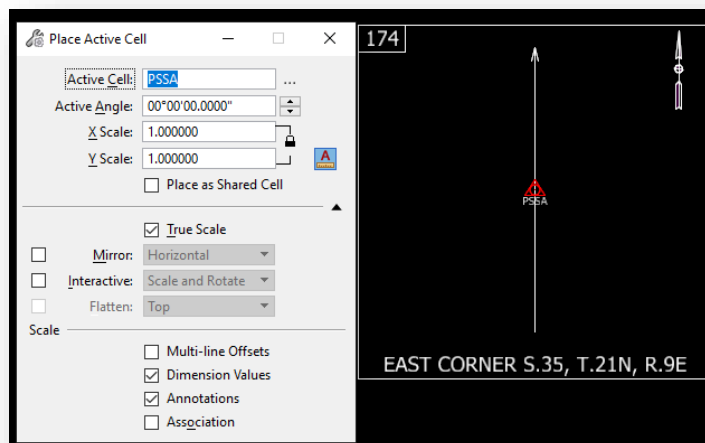 Place Active Cell
Active Cell: PSSA ...
Active Angle: 00°00'00.0000"
X Scale: 1.000000
Y Scale: 1.000000
A
Place as Shared Cell
True Scale
Mirror: Horizontal
Interactive: Scale and Rotate
Flatten: Top
Scale
Multi-line Offsets
Dimension Values
Annotations
Association
174
PSSA
EAST CORNER S.35, T.21N, R.9E